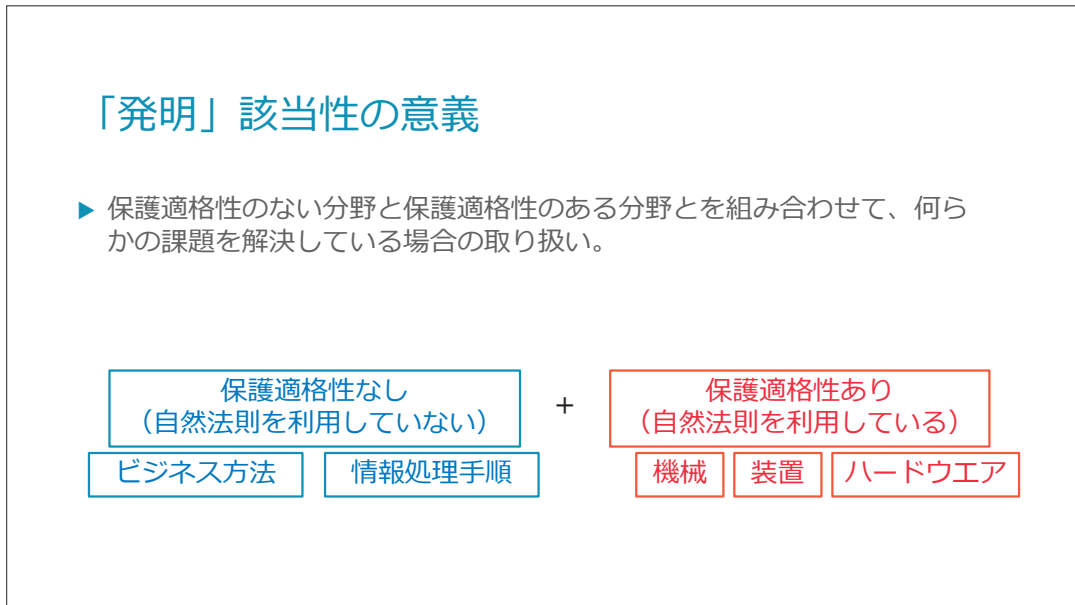 「発明」該当性の意義
▶ 保護適格性のない分野と保護適格性のある分野とを組み合わせて、何ら
かの課題を解決している場合の取り扱い。
保護適格性なし
（自然法則を利用していない）
+
保護適格性あり
（自然法則を利用している）
ビジネス方法
情報処理手順
機械
装置
ハードウエア